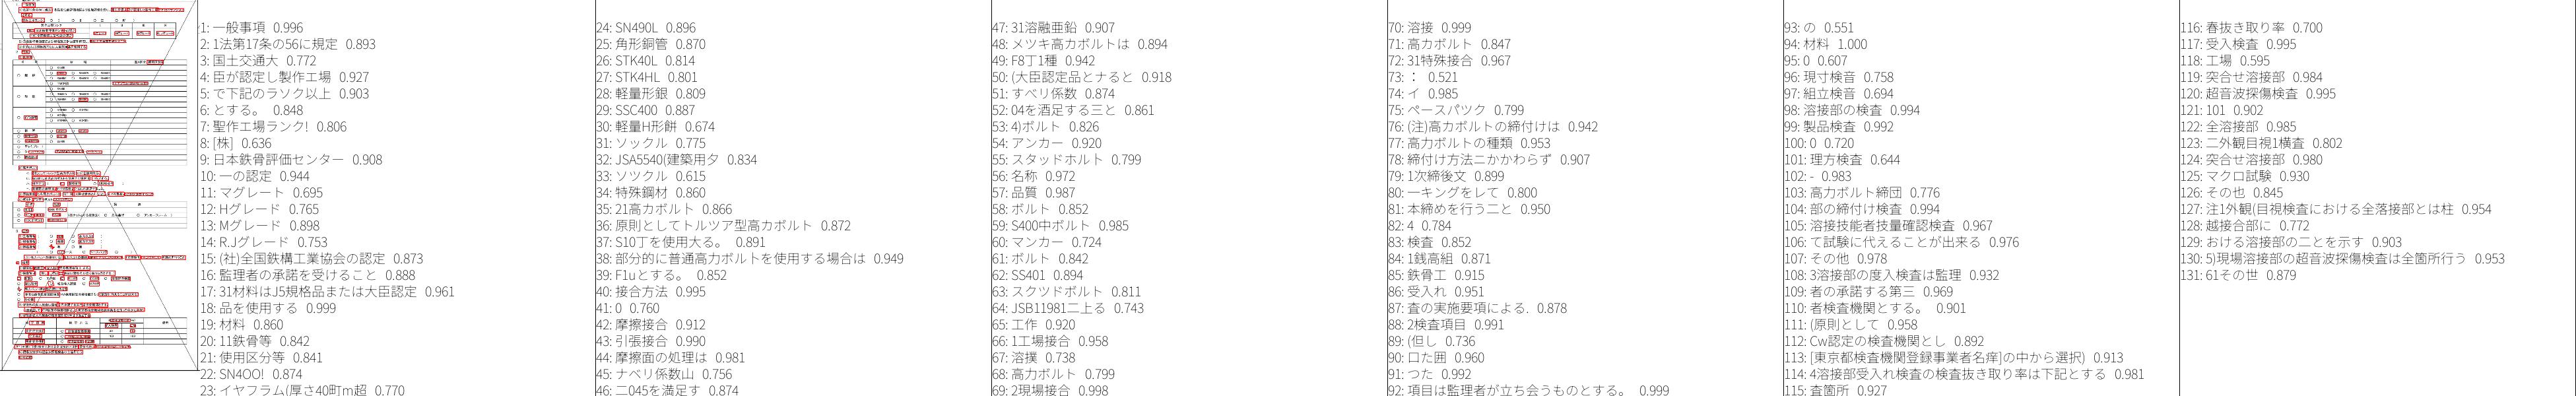 1: 一般事項 0.996
2: 1法第17条の56に規定 0.893
3: 国土交通大 0.772
4: 臣が認定し製作工場 0.927
5: で下記のラソク以上 0.903
6: とする。 0.848
7: 聖作工場ランク! 0.806
8: [株] 0.636
9: 日本鉄骨評価センター 0.908
10: 一の認定 0.944
11: マグレート 0.695
12: Hグレード 0.765
13: Mグレード 0.898
14: R.Jグレード 0.753
15: (社)全国鉄構工業協会の認定 0.873
16: 監理者の承諾を受けること 0.888
17: 31材料はJ5規格品または大臣認定 0.961
18: 品を使用する 0.999
19: 材料 0.860
20: 11鉄骨等 0.842
21: 使用区分等 0.841
22: SN4OO! 0.874
23: イヤフラム(厚さ40町m超 0.770
24: SN490L 0.896
25: 角形銅管 0.870
26: STK40L 0.814
27: STK4HL 0.801
28: 軽量形銀 0.809
29: SSC400 0.887
30: 軽量H形餅 0.674
31: ソックル 0.775
32: JSA5540(建築用夕 0.834
33: ソツクル 0.615
34: 特殊鋼材 0.860
35: 21高カボルト 0.866
36: 原則としてトルツア型高カボルト 0.872
37: S10丁を使用大る。 0.891
38: 部分的に普通高カボルトを使用する場合は 0.949
39: F1uとする。 0.852
40: 接合方法 0.995
41: 0 0.760
42: 摩擦接合 0.912
43: 引張接合 0.990
44: 摩擦面の処理は 0.981
45: ナベリ係数山 0.756
46: 二045を満足す 0.874
47: 31溶融亜鉛 0.907
48: メツキ高カボルトは 0.894
49: F8丁1種 0.942
50: (大臣認定品とナると 0.918
51: すべリ係数 0.874
52: 04を酒足する三と 0.861
53: 4)ボルト 0.826
54: アンカー 0.920
55: スタッドホルト 0.799
56: 名称 0.972
57: 品質 0.987
58: ボルト 0.852
59: S400中ボルト 0.985
60: マンカー 0.724
61: ボルト 0.842
62: SS401 0.894
63: スクツドボルト 0.811
64: JSB11981二上る 0.743
65: 工作 0.920
66: 1工場接合 0.958
67: 溶撲 0.738
68: 高カボルト 0.799
69: 2現場接合 0.998
70: 溶接 0.999
71: 高カボルト 0.847
72: 31特殊接合 0.967
73: : 0.521
74: イ 0.985
75: ペースパツク 0.799
76: (注)高カボルトの締付けは 0.942
77: 高カボルトの種類 0.953
78: 締付け方法ニかかわらず 0.907
79: 1次締後文 0.899
80: 一キングをレて 0.800
81: 本締めを行う二と 0.950
82: 4 0.784
83: 検査 0.852
84: 1銭高組 0.871
85: 鉄骨工 0.915
86: 受入れ 0.951
87: 査の実施要項による. 0.878
88: 2検査項目 0.991
89: (但し 0.736
90: 口た囲 0.960
91: つた 0.992
92: 項目は監理者が立ち会うものとする。 0.999
93: の 0.551
94: 材料 1.000
95: 0 0.607
96: 現寸検音 0.758
97: 組立検音 0.694
98: 溶接部の検査 0.994
99: 製品検査 0.992
100: 0 0.720
101: 理方検査 0.644
102: - 0.983
103: 高カボルト締団 0.776
104: 部の締付け検査 0.994
105: 溶接技能者技量確認検査 0.967
106: て試験に代えることが出来る 0.976
107: その他 0.978
108: 3溶接部の度入検査は監理 0.932
109: 者の承諾する第三 0.969
110: 者検査機関とする。 0.901
111: (原則として 0.958
112: Cw認定の検査機関とし 0.892
113: [東京都検査機関登録事業者名痒]の中から選択) 0.913
114: 4溶接部受入れ検査の検査抜き取り率は下記とする 0.981
115: 査箇所 0.927
116: 春抜き取り率 0.700
117: 受入検査 0.995
118: 工場 0.595
119: 突合せ溶接部 0.984
120: 超音波探傷検査 0.995
121: 101 0.902
122: 全溶接部 0.985
123: 二外観目視1横査 0.802
124: 突合せ溶接部 0.980
125: マクロ試験 0.930
126: その也 0.845
127: 注1外観(目視検査における全落接部とは柱 0.954
128: 越接合部に 0.772
129: おける溶接部の二とを示す 0.903
130: 5)現場溶接部の超音波探傷検査は全箇所行う 0.953
131: 61その世 0.879